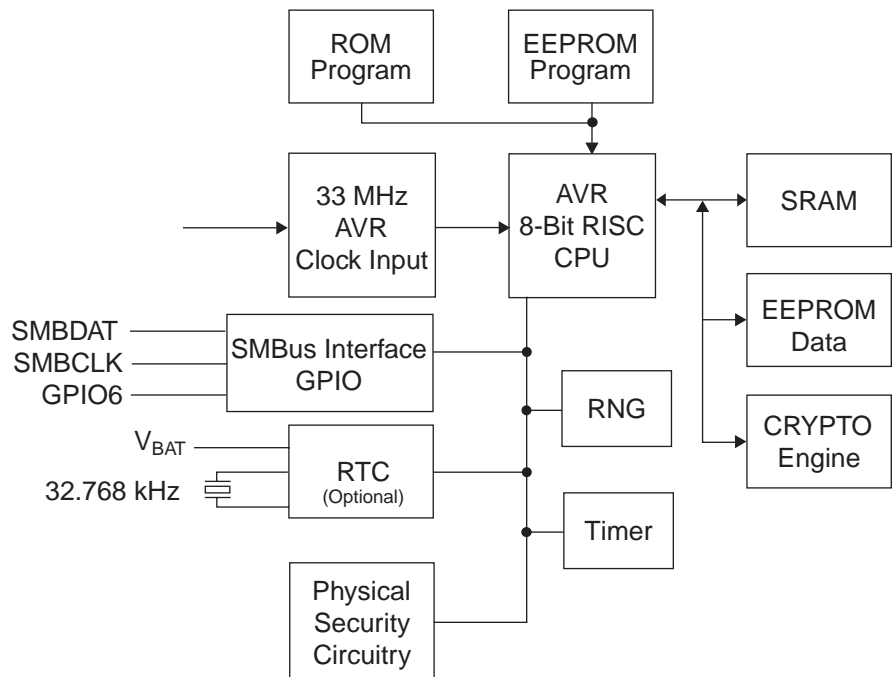 ROM
Program
EEPROM
Program
33 MHz
AVR
Clock Input
AVR
8-Bit RISC
CPU
SRAM
EEPROM
Data
CRYPTO
Engine
SMBDAT
SMBCLK
GPIO6
SMBus Interface
GPIO
RNG
VBAT
32.768 kHz
RTC
(Optional)
Timer
Physical
Security
Circuitry